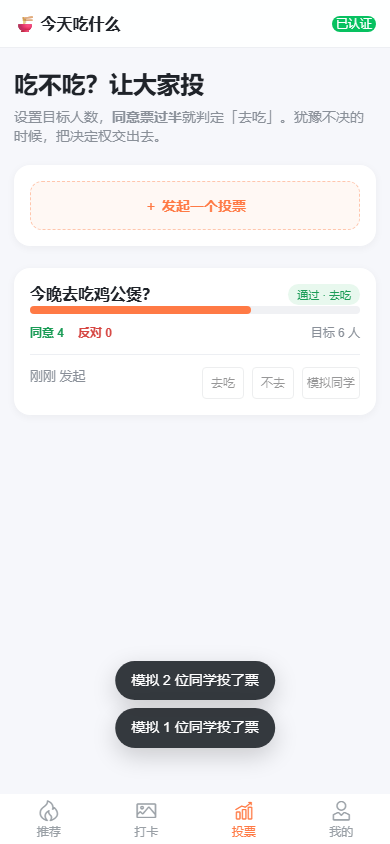 今天吃什么
已认证
吃不吃？让大家投
设置目标人数，同意票过半就判定「去吃」。犹豫不决的
时候，把决定权交出去。
+ 发起一个投票
今晚去吃鸡公煲？
通过 · 去吃
同意 4 反对 0
目标 6 人
刚刚 发起
去吃
不去
模拟同学
模拟 2 位同学投了票
模拟 1 位同学投了票
推荐
打卡
投票
我的